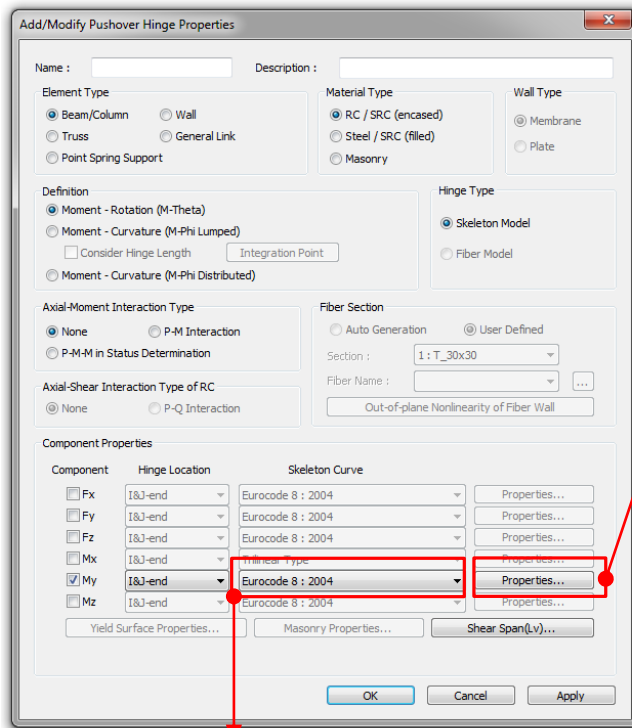 Add/Modify Pushover Hinge Properties
Name : Description :
Element Type Material Type Wall Type
Beam/Column Wall RC / SRC (encased) Membrane
Truss General Link Steel / SRC (filled) Plate
Point Spring Support Masonry
Definition Hinge Type
Moment - Rotation (M-Theta)
Moment - Curvature (M-Phi Lumped) Skeleton Model
Consider Hinge Length Integration Point Fiber Model
Moment - Curvature (M-Phi Distributed)
Axial-Moment Interaction Type Fiber Section
None P-M Interaction Auto Generation User Defined
P-M-M in Status Determination Section : 1 : T_30x30
Axial-Shear Interaction Type of RC Fiber Name : ...
None P-Q Interaction Out-of-plane Nonlinearity of Fiber Wall
Component Properties
Component Hinge Location Skeleton Curve
Fx I&J-end Eurocode 8 : 2004 Properties...
Fy I&J-end Eurocode 8 : 2004 Properties...
Fz I&J-end Eurocode 8 : 2004 Properties...
Mx I&J-end Trilinear Type Properties...
My I&J-end Eurocode 8 : 2004 Properties...
Mz I&J-end Eurocode 8 : 2004 Properties...
Yield Surface Properties... Masonry Properties... Shear Span(Lv)...
OK Cancel Apply